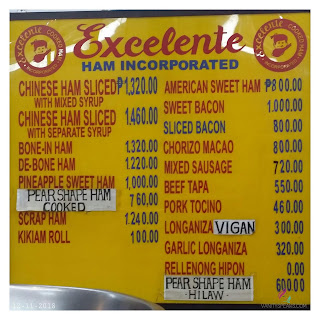 Excelente
HAM INCORPORATED
CHINESE HAM SLICED ₱1,320.00
WITH MIXED SYRUP
CHINESE HAM SLICED 1,460.00
WITH SEPARATE SYRUP
BONE-IN HAM 1,320.00
DE-BONE HAM 1,220.00
PINEAPPLE SWEET HAM 1,000.00
PEAR SHAPE HAM 760.00
COOKED
SCRAP HAM 1,240.00
KIKIAM ROLL 100.00
AMERICAN SWEET HAM ₱800.00
SWEET BACON 1,000.00
SLICED BACON 800.00
CHORIZO MACAO 800.00
MIXED SAUSAGE 720.00
BEEF TAPA 550.00
PORK TOCINO 460.00
LONGANIZA VIGAN 300.00
GARLIC LONGANIZA 320.00
RELLENONG HIPON 0.00
PEAR SHAPE HAM 600.00
HILAW